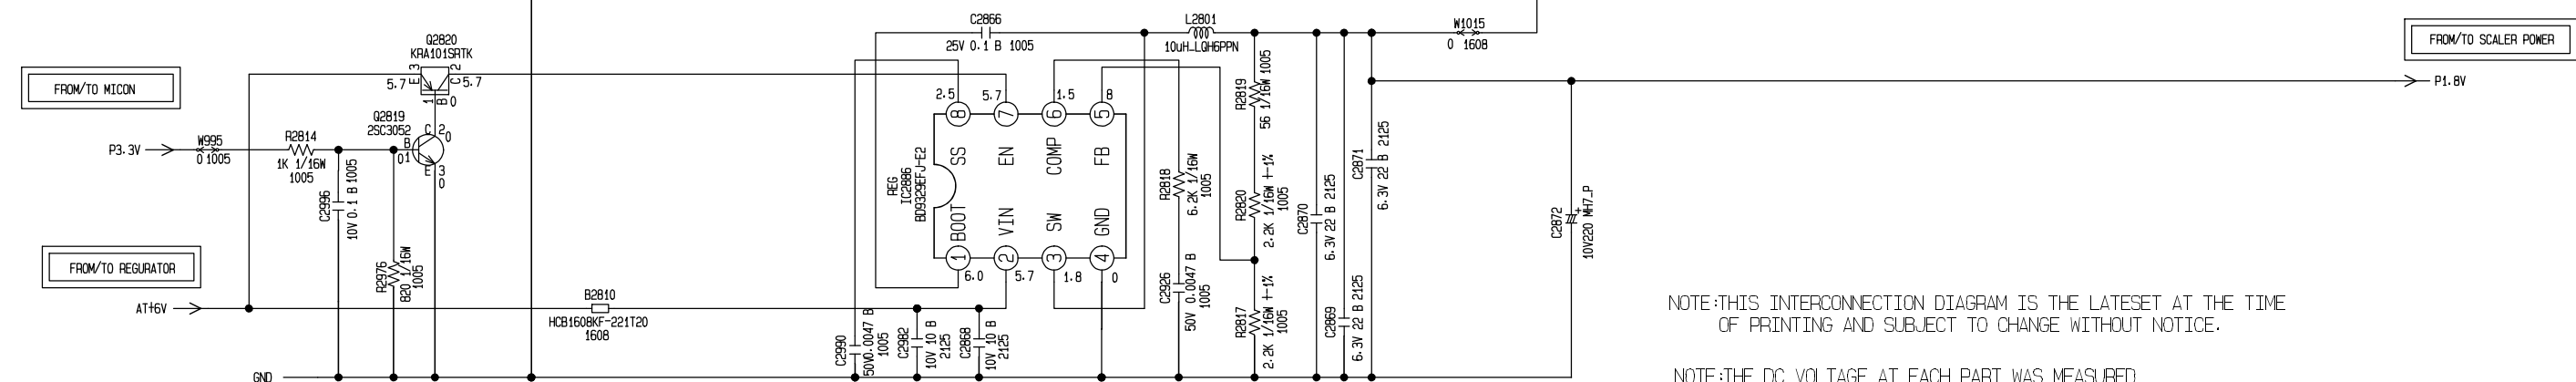 FROM/TO MICON
P3.3V
W995
0 1005
R2814
1K 1/16W
1005
C2996
10V 0.1 B 1005
R2976
820 1/16W
1005
Q2820
KRA101SRTK
E 3
5.7
2
C 5.7
1
B 0
Q2819
2SC3052
C 2
0
B
0 1
E 3
0
FROM/TO REGURATOR
AT+6V
GND
B2810
HCB1608KF-221T20
1608
C2990
50V0.0047 B
1005
C2982
10V 10 B
2125
C2868
10V 10 B
2125
C2866
25V 0.1 B 1005
REG
IC2886
BD9329EFJ-E2
2.5
5.7
1.5
8
8
7
6
5
SS
EN
COMP
FB
BOOT
VIN
SW
GND
1
2
3
4
6.0
5.7
1.8
0
L2801
10uH_LQH6PPN
R2818
6.2K 1/16W
1005
C2926
50V 0.0047 B
1005
R2819
56 1/16W 1005
R2820
2.2K 1/16W +-1%
1005
R2817
2.2K 1/16W +-1%
1005
C2870
6.3V 22 B 2125
C2869
6.3V 22 B 2125
C2871
6.3V 22 B 2125
W1015
0 1608
C2872
+
10V220 MH7_P
FROM/TO SCALER POWER
P1.8V
NOTE:THIS INTERCONNECTION DIAGRAM IS THE LATESET AT THE TIME
OF PRINTING AND SUBJECT TO CHANGE WITHOUT NOTICE.
NOTE:THE DC VOLTAGE AT EACH PART WAS MEASURED